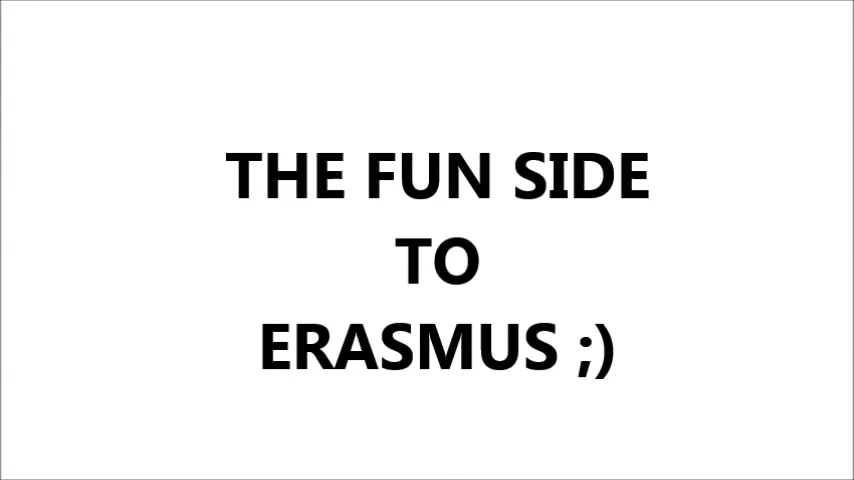 THE FUN SIDE
TO
ERASMUS ;)